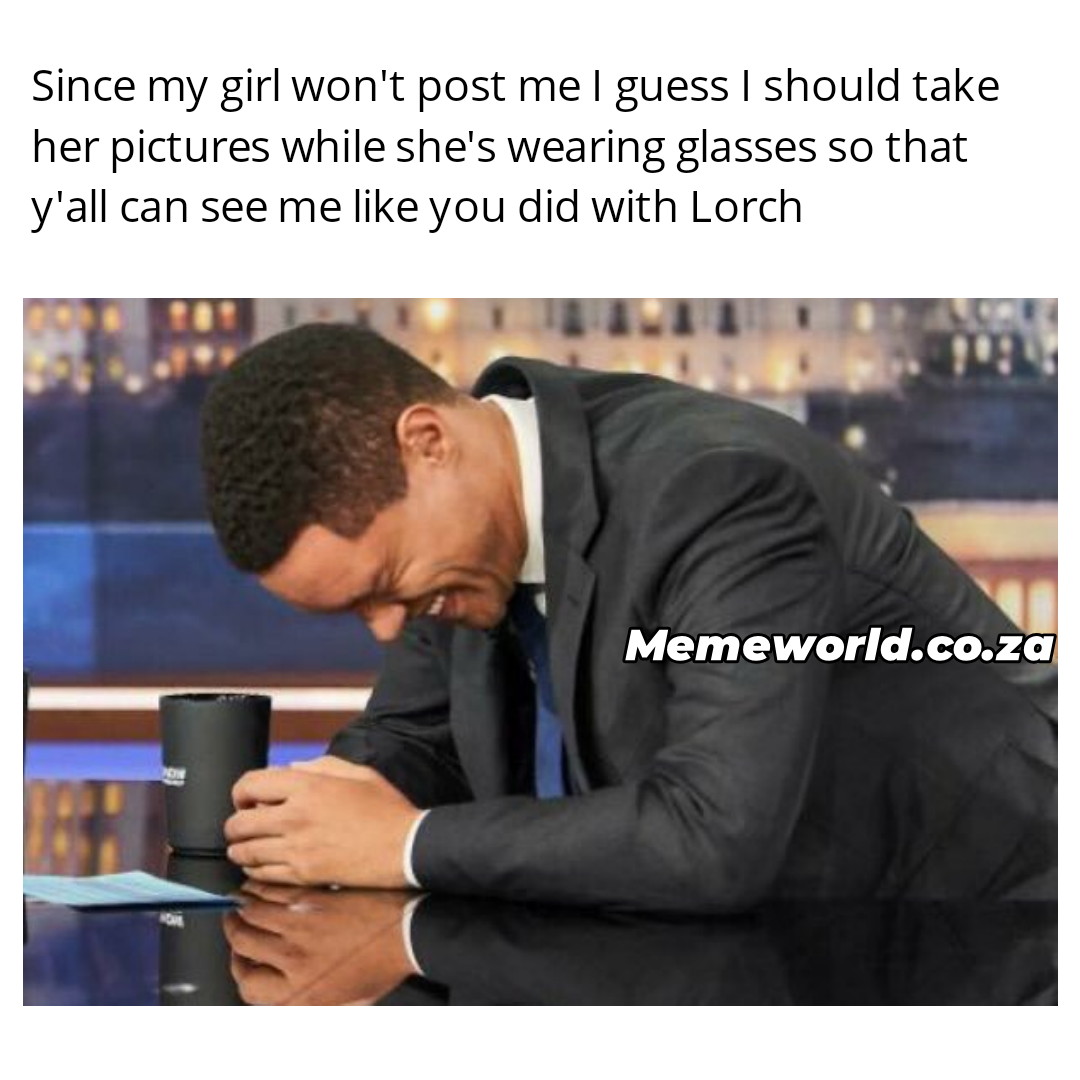 Since my girl won't post me I guess I should take
her pictures while she's wearing glasses so that
y'all can see me like you did with Lorch
Memeworld.co.za